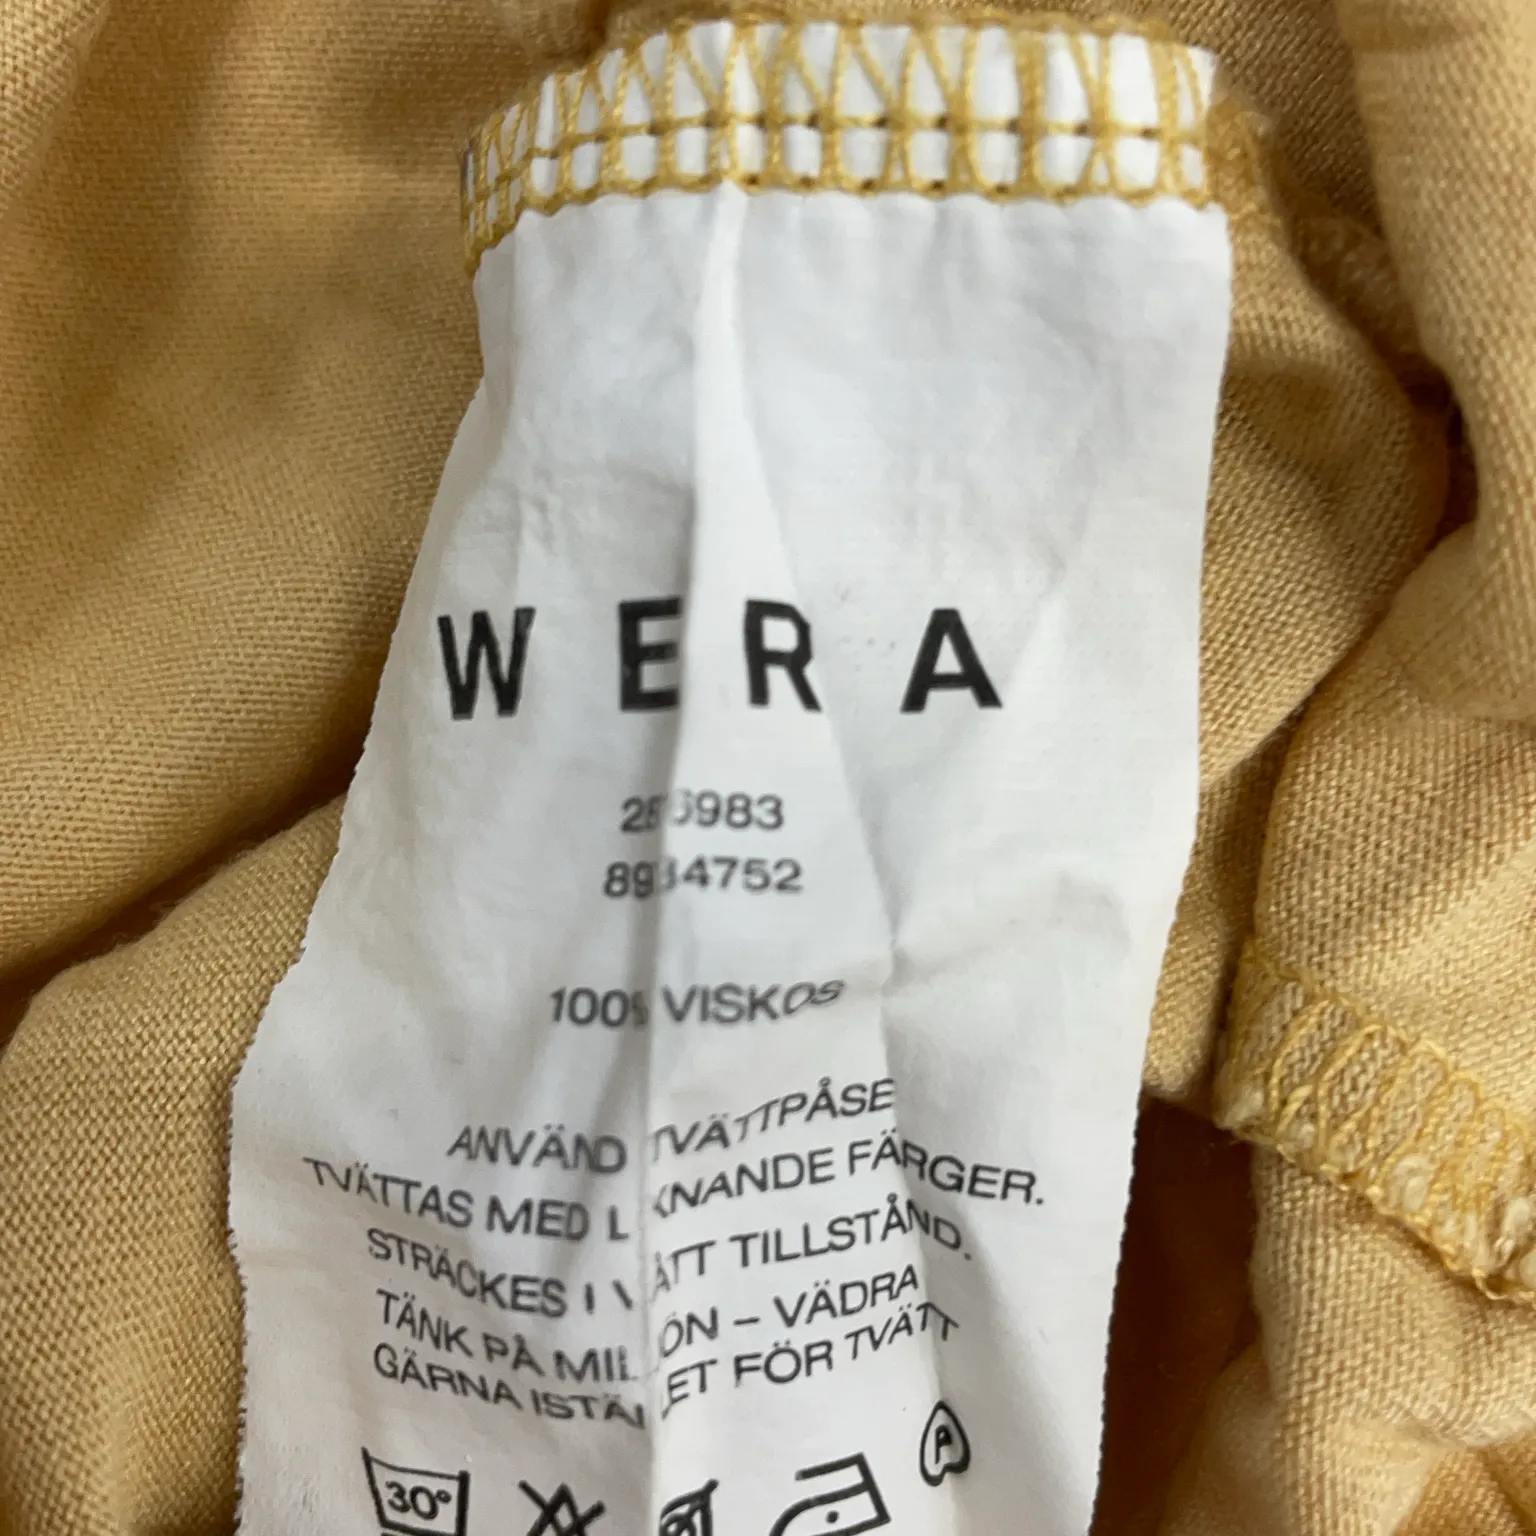 WERA
100% VISKOS
ANVÄND TVÄTTPÅSE
TVÄTTAS MED LIKNANDE FÄRGER.
STRÄCKES I VÅTT TILLSTÅND.
TÄNK PÅ MILJÖN – VÄDRA
GÄRNA ISTÄLLET FÖR TVÄTT
30°
A